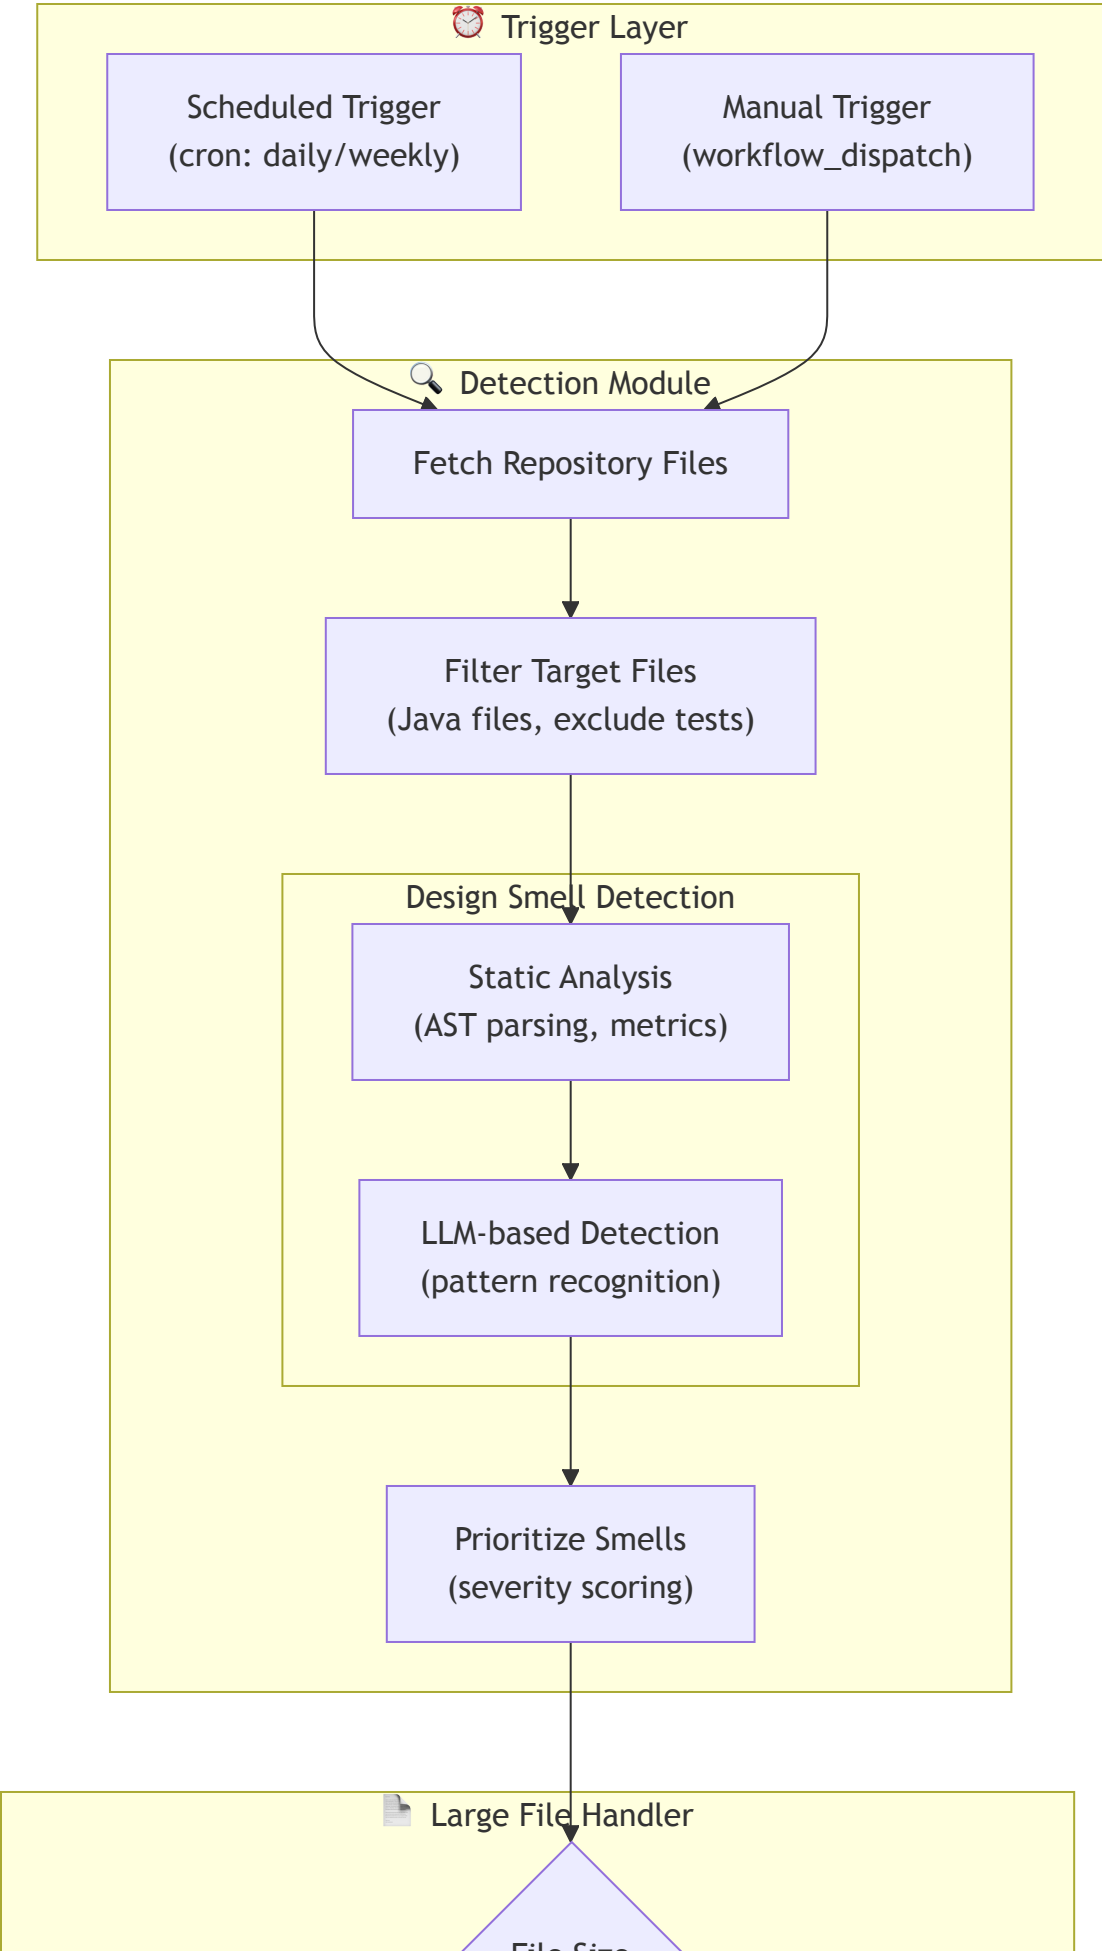 Trigger Layer
Scheduled Trigger
(cron: daily/weekly)
Manual Trigger
(workflow_dispatch)
Detection Module
Fetch Repository Files
Filter Target Files
(Java files, exclude tests)
Design Smell Detection
Static Analysis
(AST parsing, metrics)
LLM-based Detection
(pattern recognition)
Prioritize Smells
(severity scoring)
Large File Handler
File Size